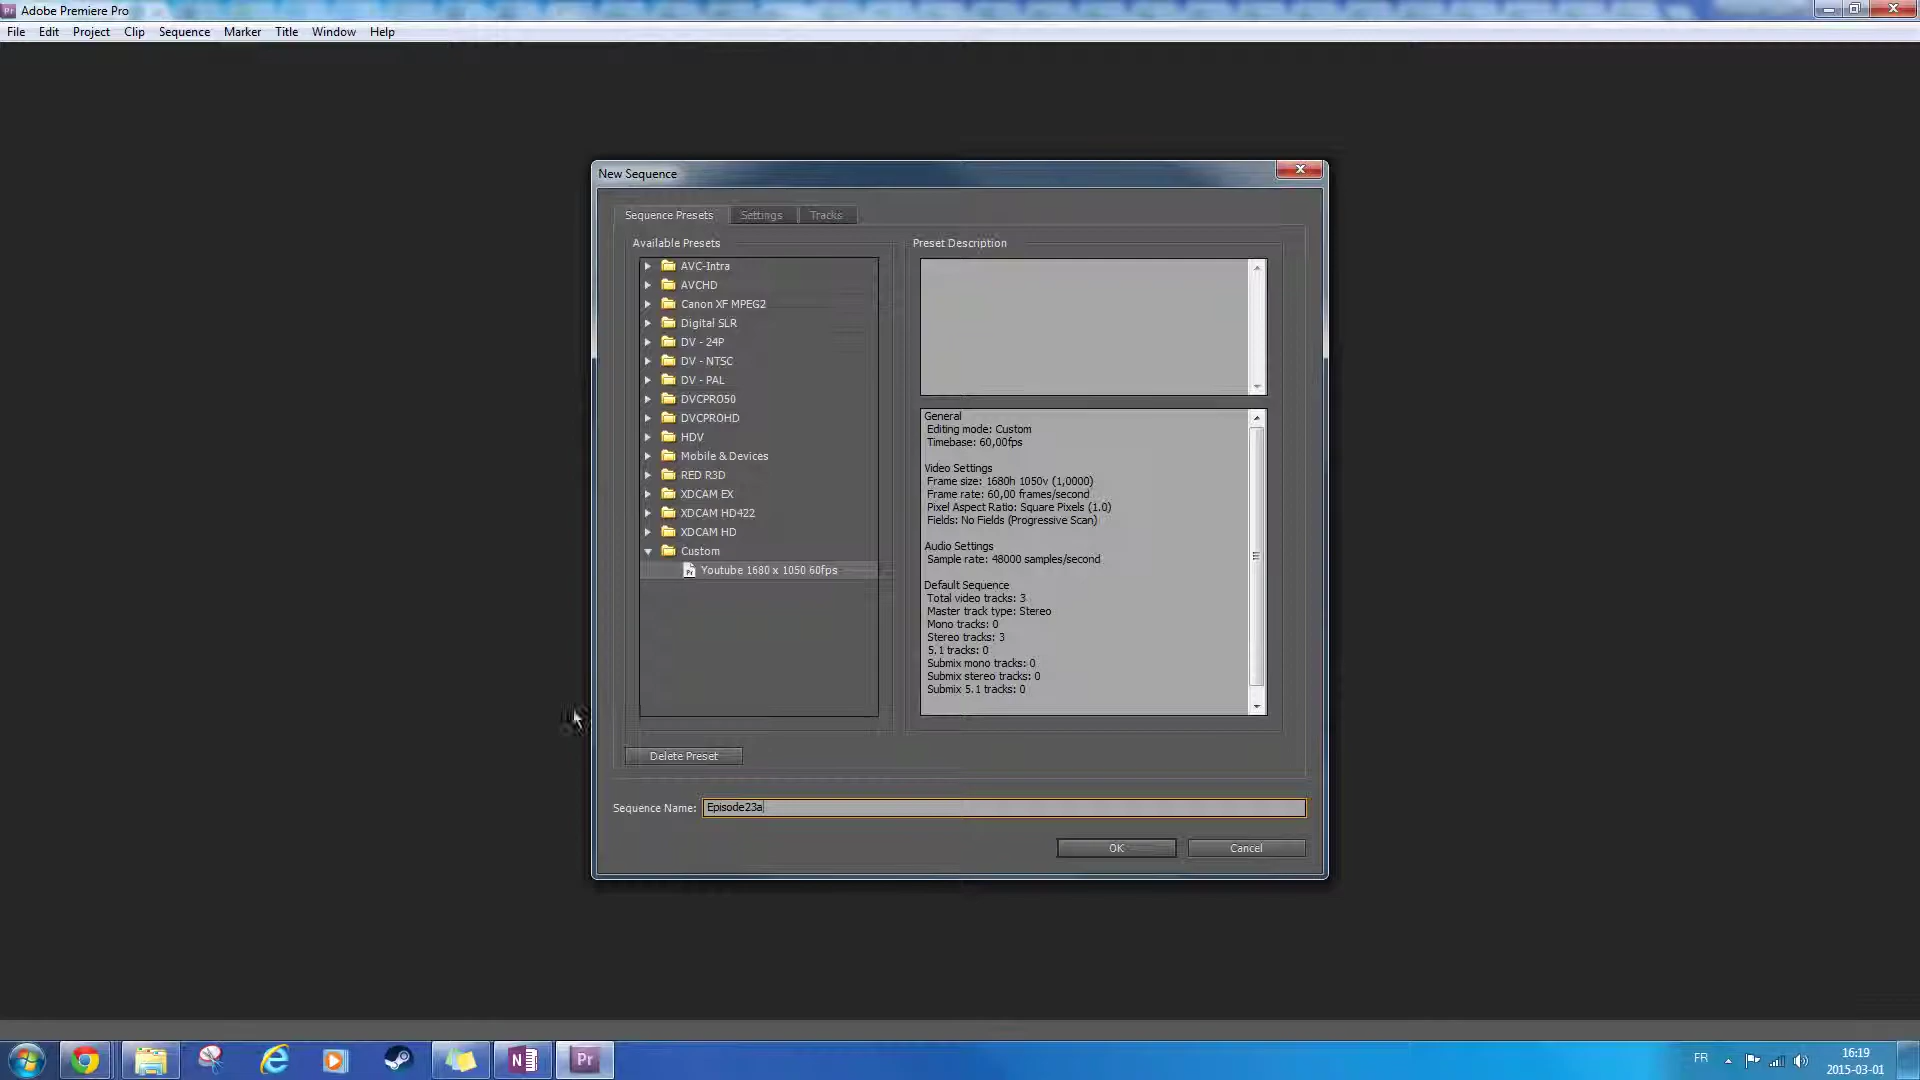 Adobe Premiere Pro
File Edit Project Clip Sequence Marker Title Window Help
New Sequence
Sequence Presets Settings Tracks
Available Presets
AVC-Intra
AVCHD
Canon XF MPEG2
Digital SLR
DV - 24P
DV - NTSC
DV - PAL
DVCPRO50
DVCPROHD
HDV
Mobile & Devices
RED R3D
XDCAM EX
XDCAM HD422
XDCAM HD
Custom
Youtube 1680 x 1050 60fps
Delete Preset
Preset Description
General
Editing mode: Custom
Timebase: 60,00fps
Video Settings
Frame size: 1680h 1050v (1,0000)
Frame rate: 60,00 frames/second
Pixel Aspect Ratio: Square Pixels (1.0)
Fields: No Fields (Progressive Scan)
Audio Settings
Sample rate: 48000 samples/second
Default Sequence
Total video tracks: 3
Master track type: Stereo
Mono tracks: 0
Stereo tracks: 3
5.1 tracks: 0
Submix mono tracks: 0
Submix stereo tracks: 0
Submix 5.1 tracks: 0
Sequence Name: Episode23a
OK Cancel
FR
16:19
2015-03-01